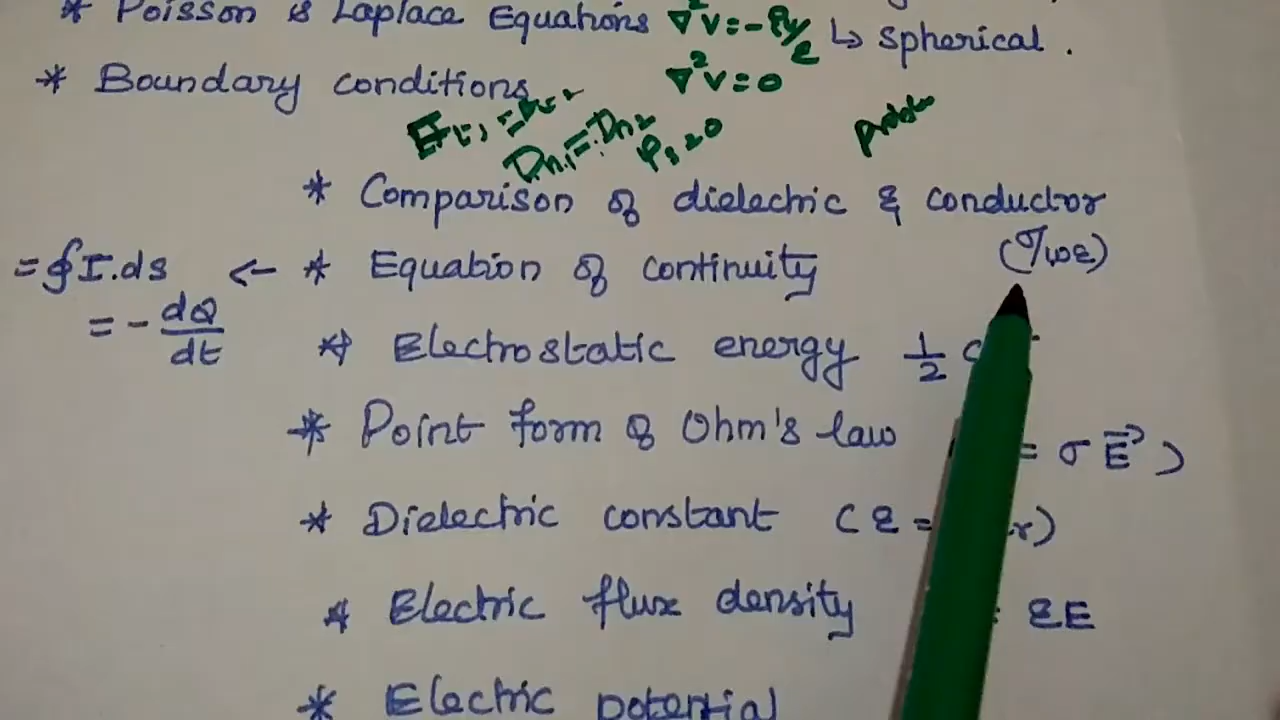 * Poisson & Laplace Equations ∇²V = -ρv/ε ↳ spherical.
* Boundary conditions ∇²V = 0
Dn1 = Dn2 ρs = 0
* Comparison of dielectric & conductor
(σ/ωε)
= ∮I.ds ← * Equation of continuity
= - dQ/dt
* Electrostatic energy 1/2 C
* Point form of Ohm's law = σE⃗ )
* Dielectric constant (ε = r)
* Electric flux density = εE
* Electric potential